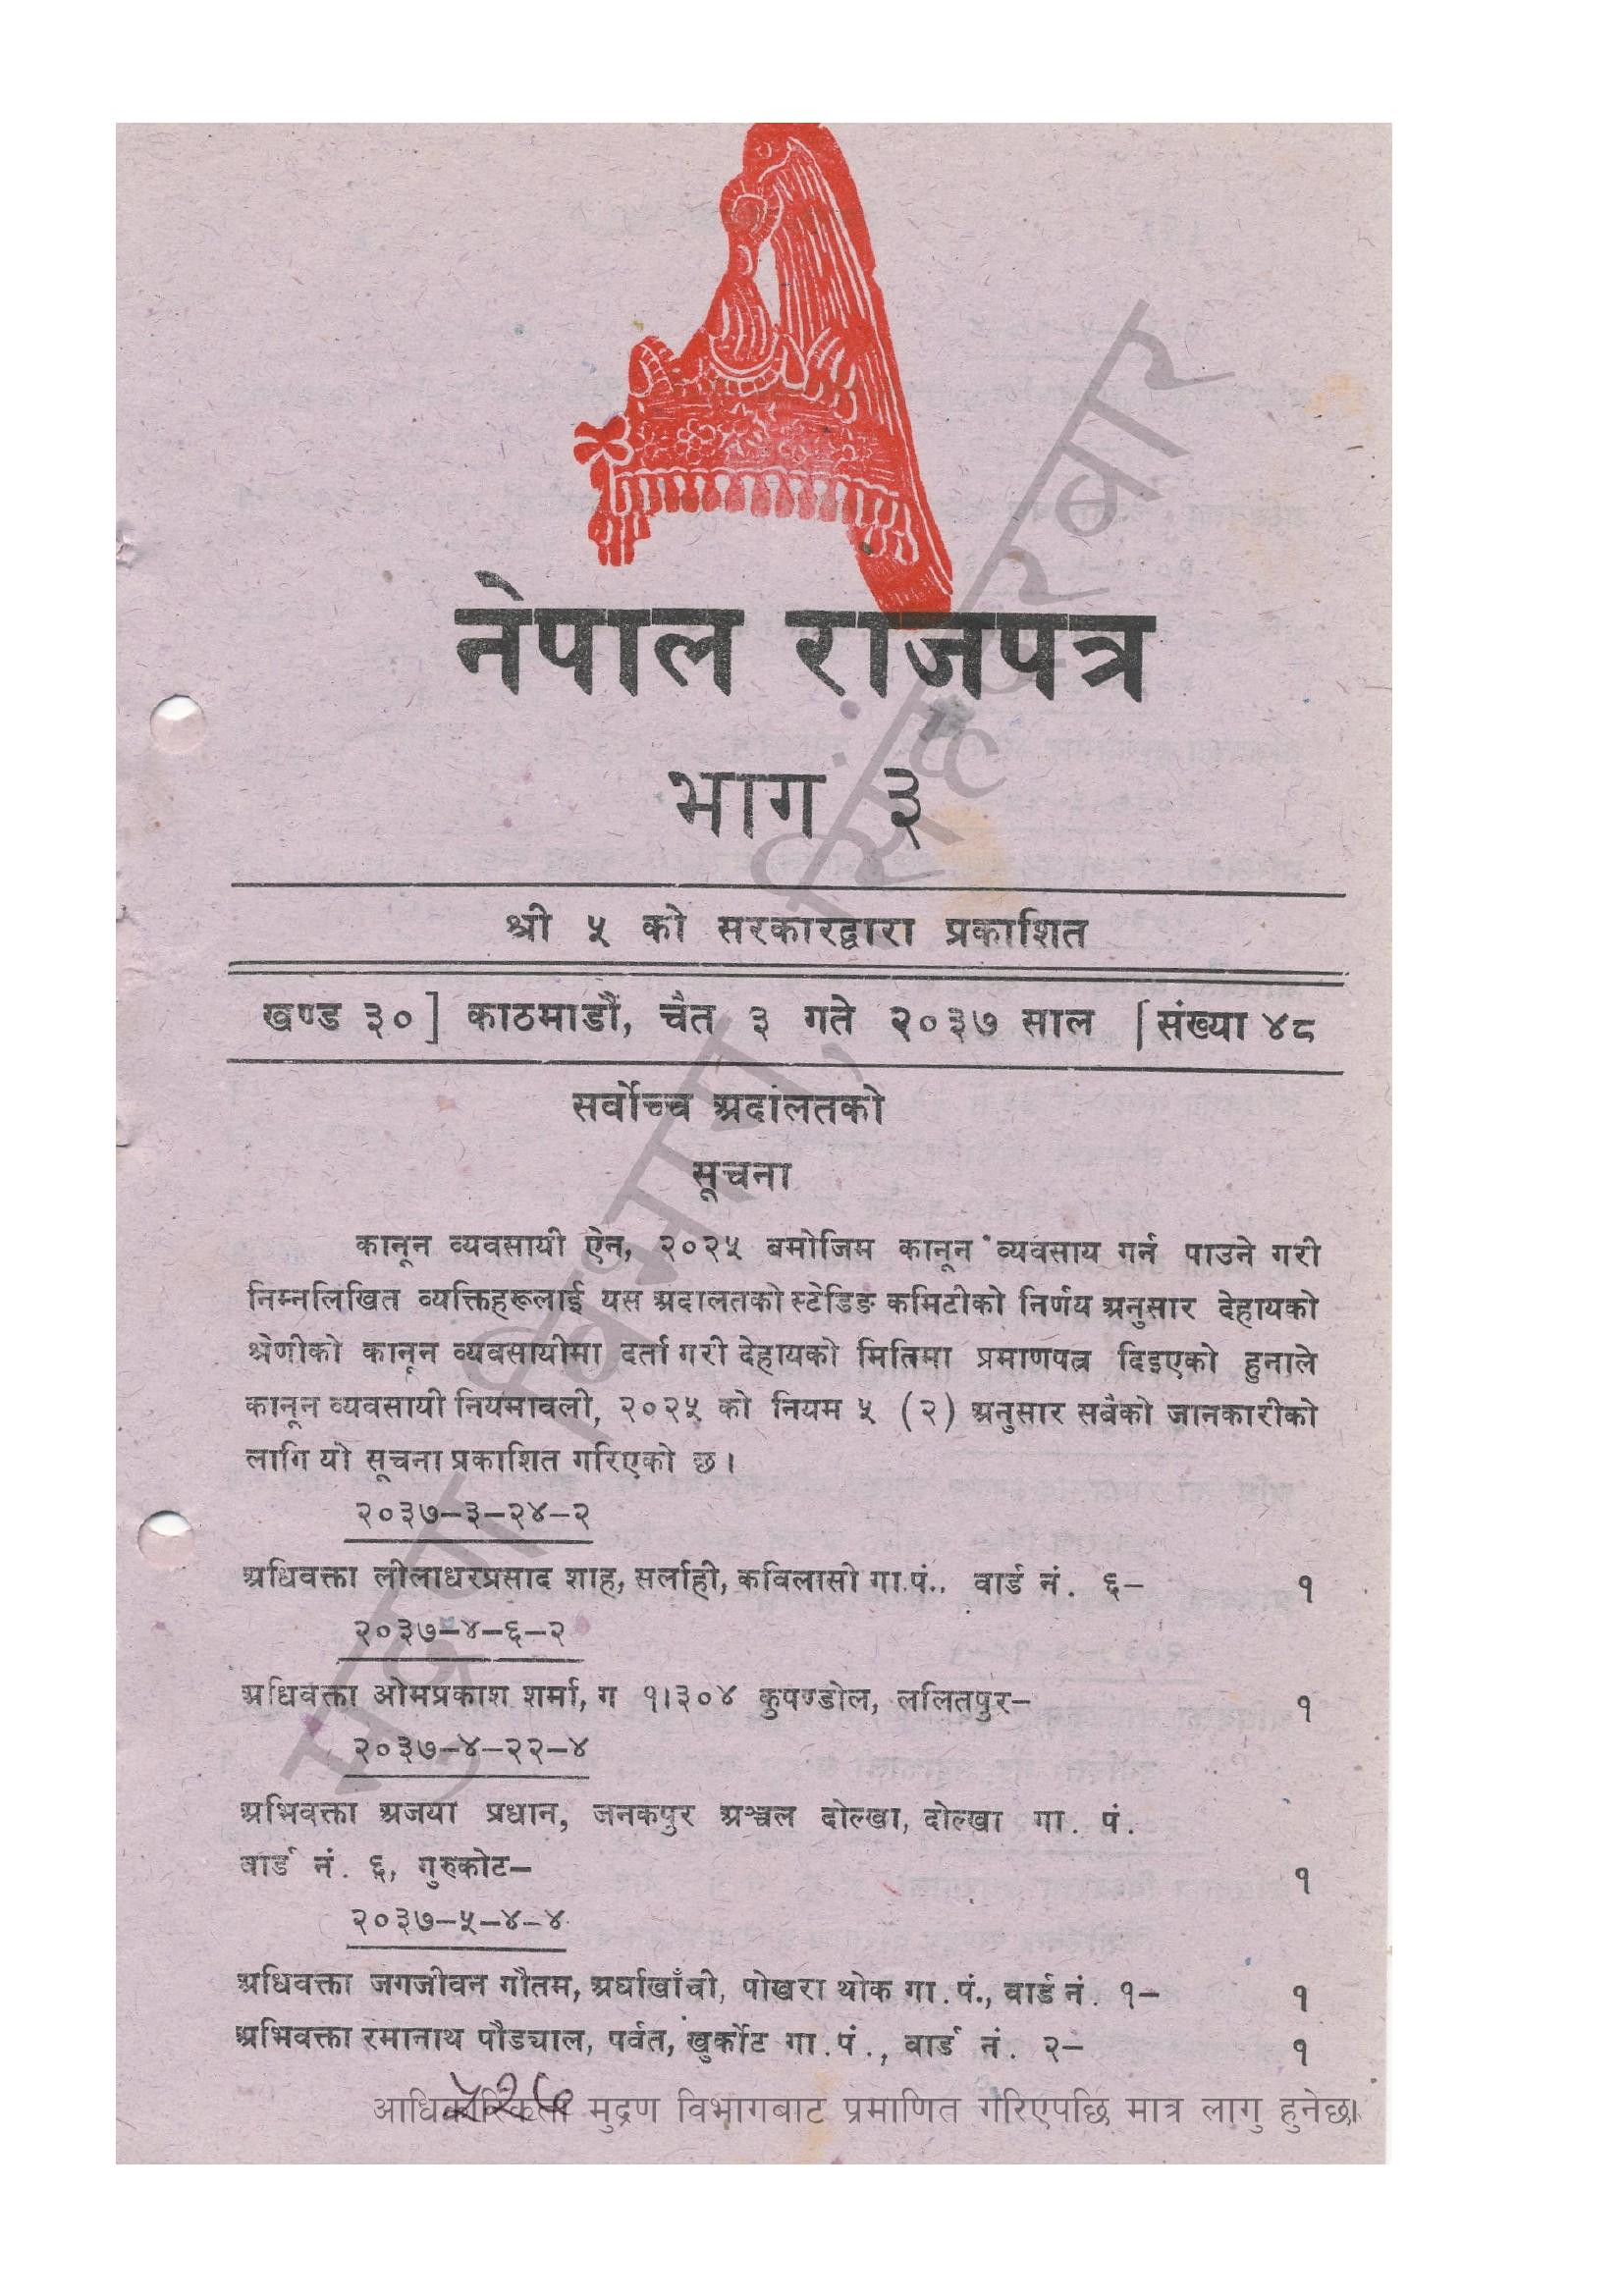 नेपाल राजपत्र
भाग ३
श्री ५ को सरकारद्वारा प्रकाशित
खण्ड ३०] काठमाडौं, चैत ३ गते २०३७ साल [संख्या ४८
सर्वोच्च अदालतको
सूचना
कानून व्यवसायी ऐन, २०२५ बमोजिम कानून व्यवसाय गर्न पाउने गरी
निम्नलिखित व्यक्तिहरूलाई यस अदालतको स्टेडिङ कमिटीको निर्णय अनुसार देहायको
श्रेणीको कानून व्यवसायीमा दर्ता गरी देहायको मितिमा प्रमाणपत्र दिइएको हुनाले
कानून व्यवसायी नियमावली, २०२५ को नियम ५ (२) अनुसार सबैको जानकारीको
लागि यो सूचना प्रकाशित गरिएको छ।
२०३७-३-२४-२
अधिवक्ता लीलाधरप्रसाद शाह, सर्लाही, कविलासी गा.पं.. वार्ड नं. ६- १
२०३७-४-६-२
अधिवक्ता ओमप्रकाश शर्मा, ग १।३०४ कुपण्डोल, ललितपुर- १
२०३७-४-२२-४
अभिवक्ता अजया प्रधान, जनकपुर अञ्चल दोल्खा, दोल्खा गा. पं.
वार्ड नं. ६, गुरुकोट- १
२०३७-५-४-४
अधिवक्ता जगजीवन गौतम, अर्घाखाँची, पोखरा थोक गा.पं., वार्ड नं. १- १
अभिवक्ता रमानाथ पौड्याल, पर्वत, खुर्कोट गा.पं., वार्ड नं. २- १
आधिकारिकता मुद्रण विभागबाट प्रमाणित गरिएपछि मात्र लागु हुनेछ।
मुद्रण विभाग, सिंहदरबार